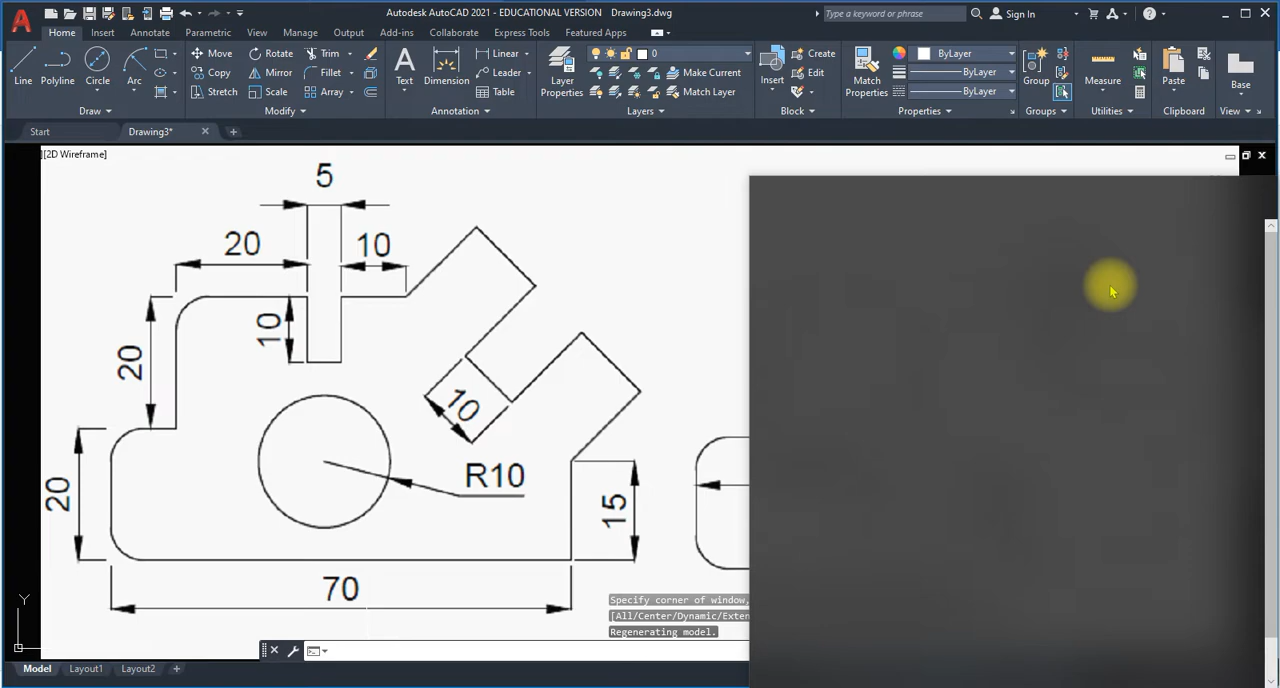 Autodesk AutoCAD 2021 - EDUCATIONAL VERSION Drawing3.dwg
Type a keyword or phrase
Sign In
Home Insert Annotate Parametric View Manage Output Add-ins Collaborate Express Tools Featured Apps
Line Polyline Circle Arc
Move Rotate Trim
Copy Mirror Fillet
Stretch Scale Array
Text Dimension
Linear
Leader
Table
Layer Properties
0
Make Current
Match Layer
Insert
Create
Edit
Match Properties
ByLayer
ByLayer
ByLayer
Group
Measure
Paste
Base
Draw Modify Annotation Layers Block Properties Groups Utilities Clipboard View
Start Drawing3*
][2D Wireframe]
5
20
10
20
10
10
R10
20
15
70
Y
Specify corner of window,
[All/Center/Dynamic/Exten
Regenerating model.
Model Layout1 Layout2